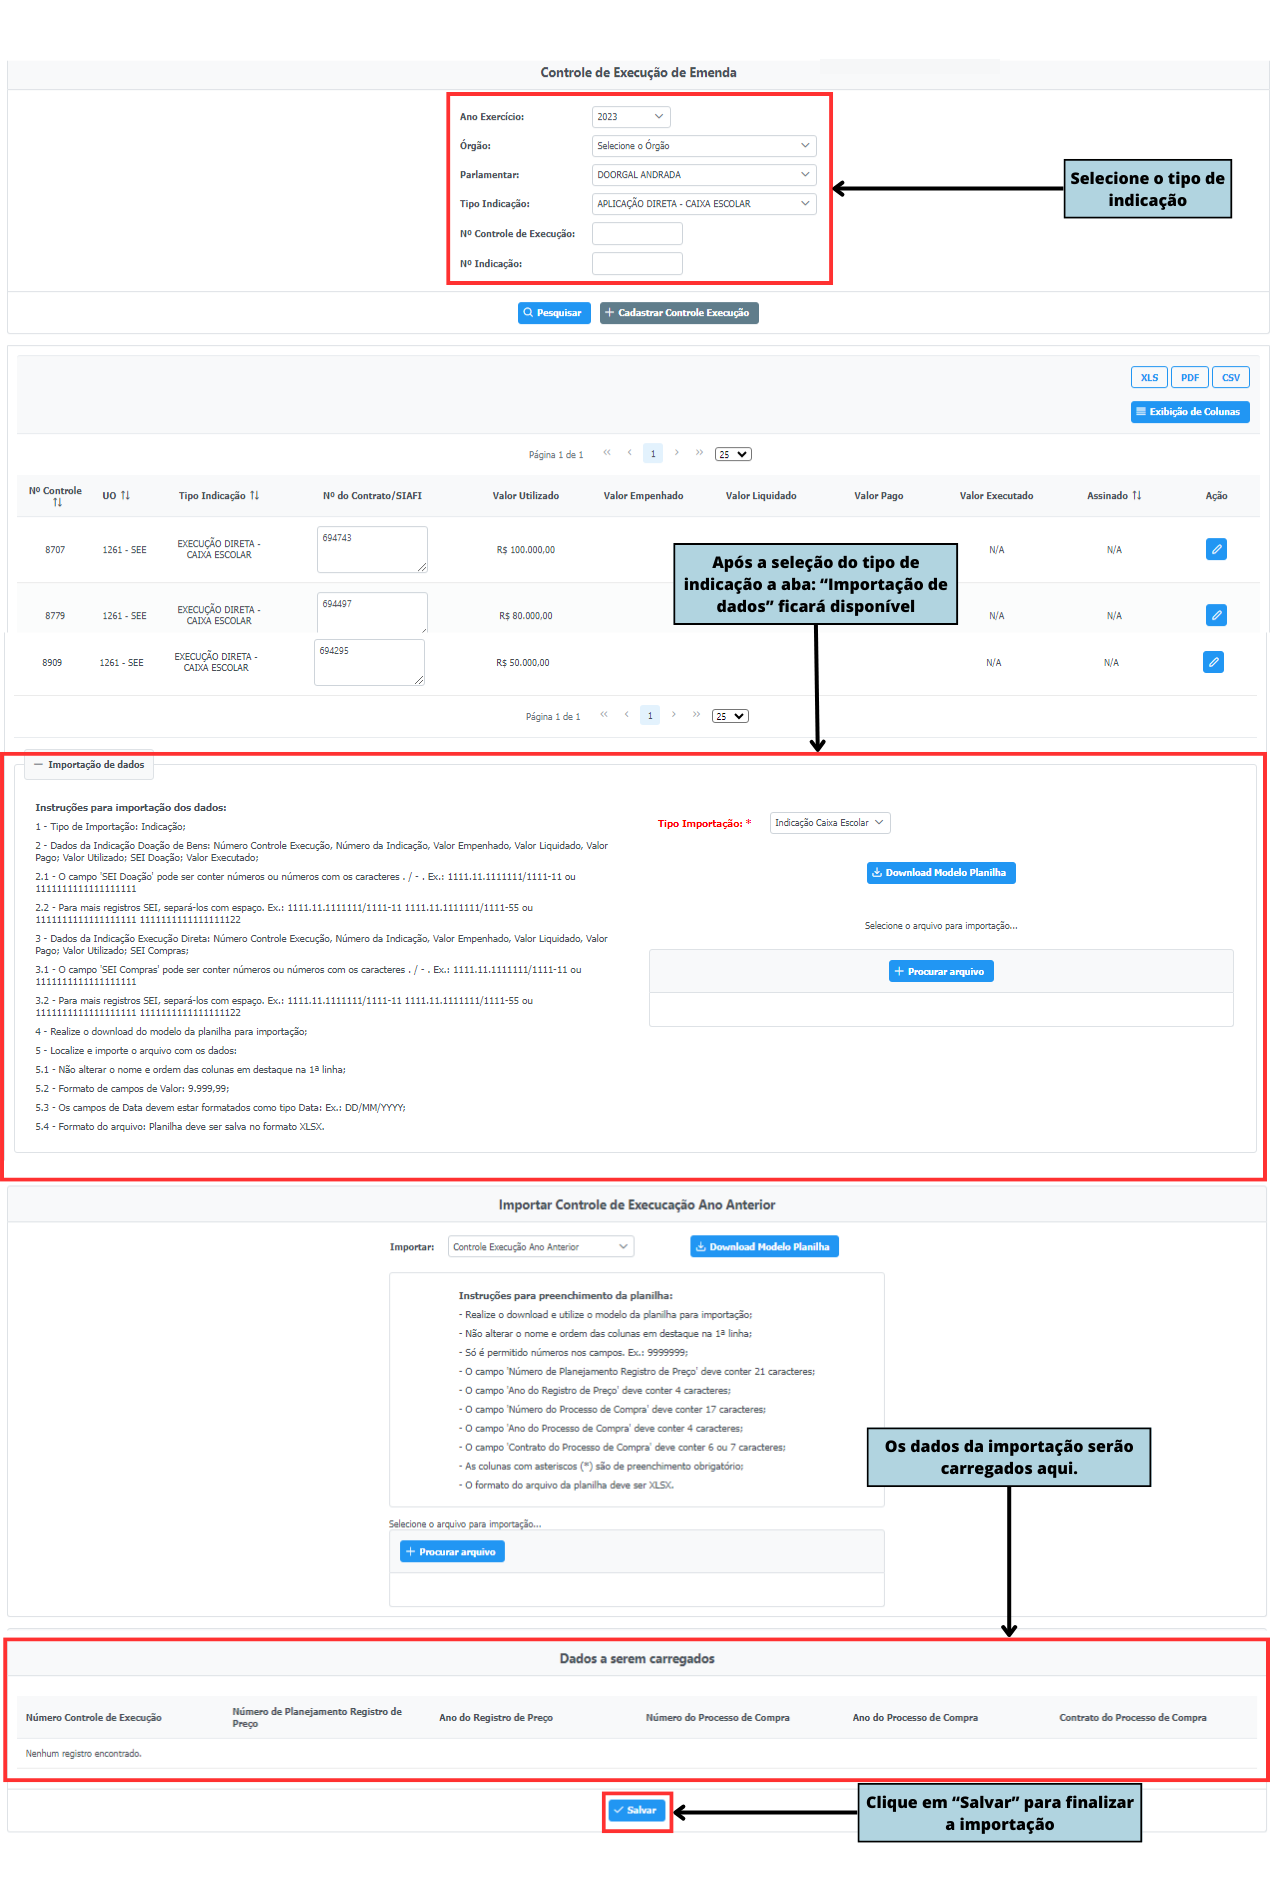 Controle de Execução de Emenda
Ano Exercício: 2023
Órgão: Selecione o Órgão
Parlamentar: DOORGAL ANDRADA
Tipo Indicação: APLICAÇÃO DIRETA - CAIXA ESCOLAR
Nº Controle de Execução:
Nº Indicação:
Selecione o tipo de
indicação
Pesquisar + Cadastrar Controle Execução
XLS PDF CSV
Exibição de Colunas
Página 1 de 1 << < 1 > >> 25
Nº Controle ↑↓ UO ↑↓ Tipo Indicação ↑↓ Nº do Contrato/SIAFI Valor Utilizado Valor Empenhado Valor Liquidado Valor Pago Valor Executado Assinado ↑↓ Ação
8707 1261 - SEE EXECUÇÃO DIRETA - CAIXA ESCOLAR 694743 R$ 100.000,00 N/A N/A
Após a seleção do tipo de
indicação a aba: “Importação de
dados” ficará disponível
8779 1261 - SEE EXECUÇÃO DIRETA - CAIXA ESCOLAR 694497 R$ 80.000,00 N/A N/A
8909 1261 - SEE EXECUÇÃO DIRETA - CAIXA ESCOLAR 694295 R$ 50.000,00 N/A N/A
Página 1 de 1 << < 1 > >> 25
— Importação de dados
Instruções para importação dos dados:
1 - Tipo de Importação: Indicação;
2 - Dados da Indicação Doação de Bens: Número Controle Execução, Número da Indicação, Valor Empenhado, Valor Liquidado, Valor
Pago; Valor Utilizado; SEI Doação; Valor Executado;
2.1 - O campo 'SEI Doação' pode ser conter números ou números com os caracteres . / - . Ex.: 1111.11.1111111/1111-11 ou
1111111111111111111
2.2 - Para mais registros SEI, separá-los com espaço. Ex.: 1111.11.1111111/1111-11 1111.11.1111111/1111-55 ou
1111111111111111111 1111111111111111122
3 - Dados da Indicação Execução Direta: Número Controle Execução, Número da Indicação, Valor Empenhado, Valor Liquidado, Valor
Pago; Valor Utilizado; SEI Compras;
3.1 - O campo 'SEI Compras' pode ser conter números ou números com os caracteres . / - . Ex.: 1111.11.1111111/1111-11 ou
1111111111111111111
3.2 - Para mais registros SEI, separá-los com espaço. Ex.: 1111.11.1111111/1111-11 1111.11.1111111/1111-55 ou
1111111111111111111 1111111111111111122
4 - Realize o download do modelo da planilha para importação;
5 - Localize e importe o arquivo com os dados:
5.1 - Não alterar o nome e ordem das colunas em destaque na 1ª linha;
5.2 - Formato de campos de Valor: 9.999,99;
5.3 - Os campos de Data devem estar formatados como tipo Data: Ex.: DD/MM/YYYY;
5.4 - Formato do arquivo: Planilha deve ser salva no formato XLSX.
Tipo Importação: * Indicação Caixa Escolar
Download Modelo Planilha
Selecione o arquivo para importação...
+ Procurar arquivo
Importar Controle de Execucação Ano Anterior
Importar: Controle Execução Ano Anterior Download Modelo Planilha
Instruções para preenchimento da planilha:
- Realize o download e utilize o modelo da planilha para importação;
- Não alterar o nome e ordem das colunas em destaque na 1ª linha;
- Só é permitido números nos campos. Ex.: 9999999;
- O campo 'Número de Planejamento Registro de Preço' deve conter 21 caracteres;
- O campo 'Ano do Registro de Preço' deve conter 4 caracteres;
- O campo 'Número do Processo de Compra' deve conter 17 caracteres;
- O campo 'Ano do Processo de Compra' deve conter 4 caracteres;
- O campo 'Contrato do Processo de Compra' deve conter 6 ou 7 caracteres;
- As colunas com asteriscos (*) são de preenchimento obrigatório;
- O formato do arquivo da planilha deve ser XLSX.
Os dados da importação serão
carregados aqui.
Selecione o arquivo para importação...
+ Procurar arquivo
Dados a serem carregados
Número Controle de Execução Número de Planejamento Registro de Preço Ano do Registro de Preço Número do Processo de Compra Ano do Processo de Compra Contrato do Processo de Compra
Nenhum registro encontrado.
Salvar
Clique em “Salvar” para finalizar
a importação